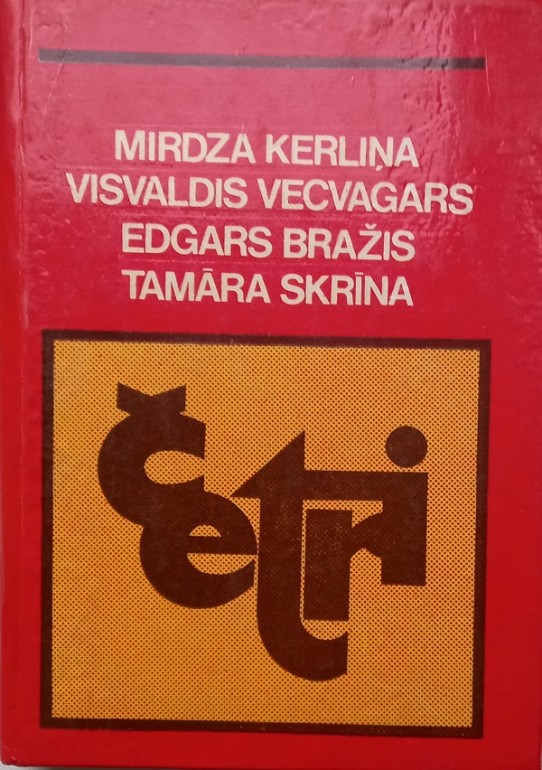 MIRDZA KERLIŅA
VISVALDIS VECVAGARS
EDGARS BRAŽIS
TAMĀRA SKRĪNA
četri